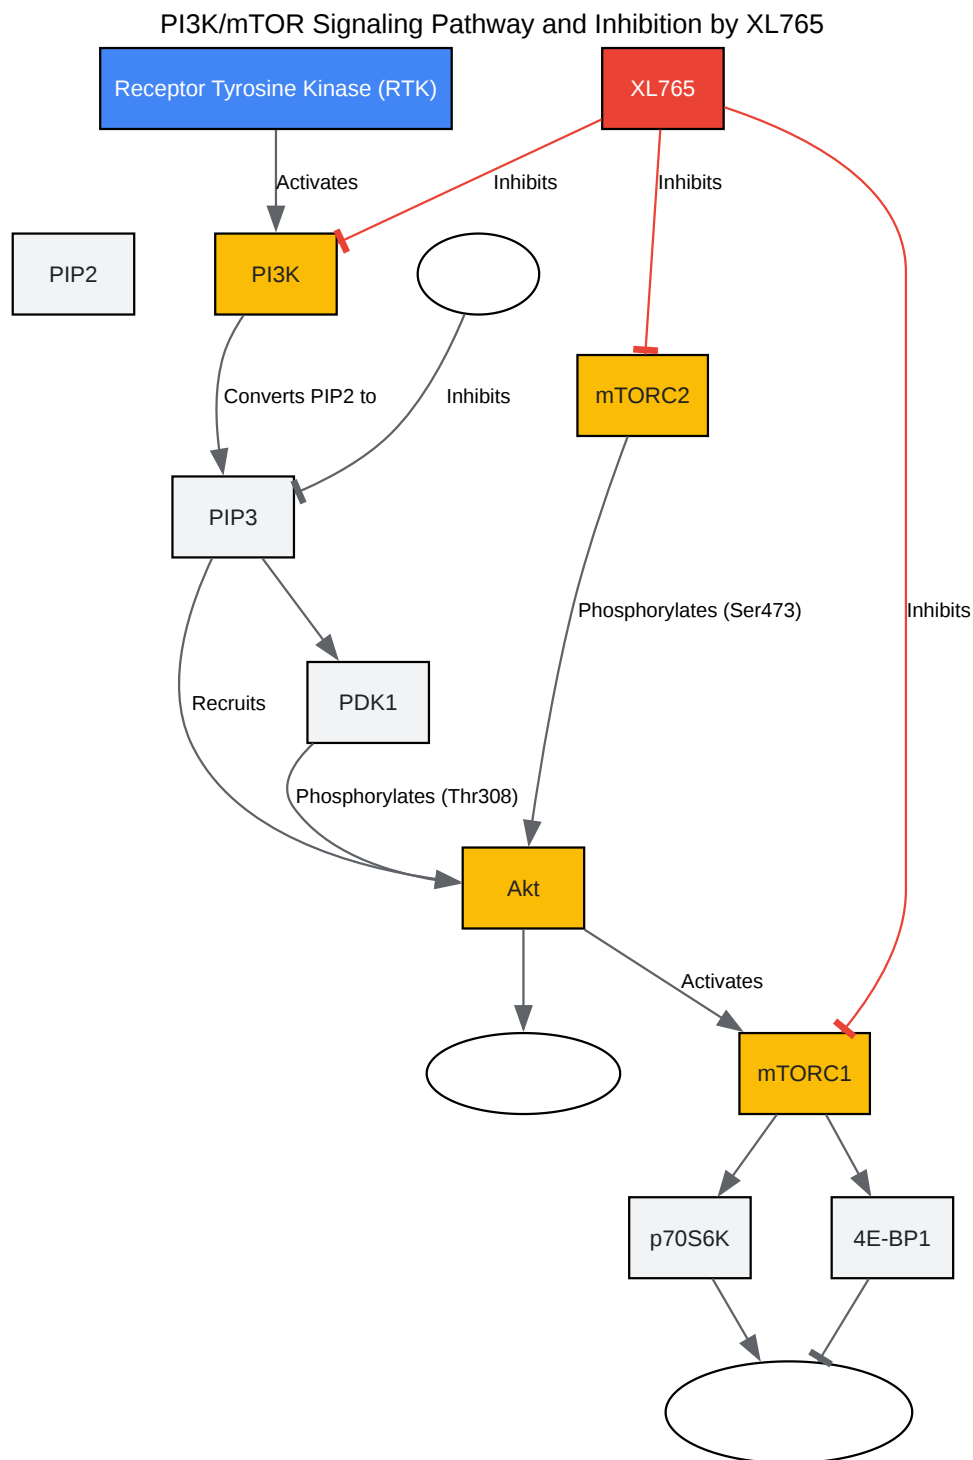 PI3K/mTOR Signaling Pathway and Inhibition by XL765
Receptor Tyrosine Kinase (RTK)
XL765
Activates
Inhibits
Inhibits
PIP2
PI3K
Converts PIP2 to
Inhibits
mTORC2
PIP3
Phosphorylates (Ser473)
Inhibits
Recruits
PDK1
Phosphorylates (Thr308)
Akt
Activates
mTORC1
p70S6K
4E-BP1